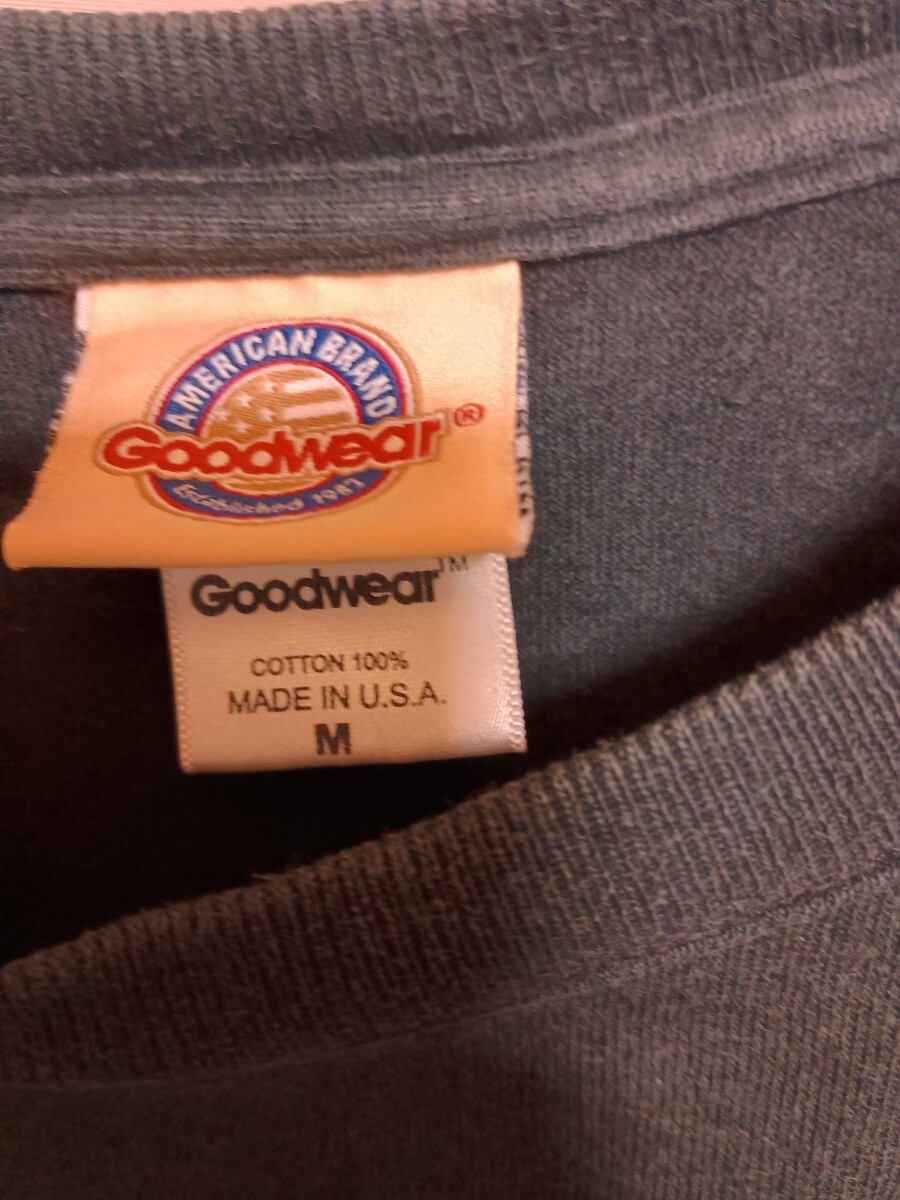 AMERICAN BRAND
Goodwear ®
Established 1983
Goodwear™
COTTON 100%
MADE IN U.S.A.
M